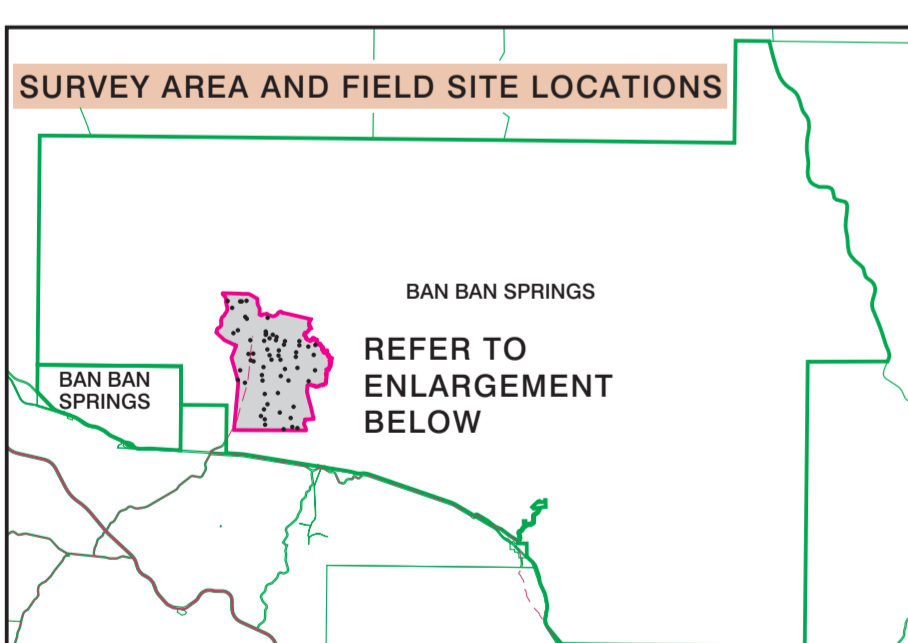 SURVEY AREA AND FIELD SITE LOCATIONS
BAN BAN SPRINGS
REFER TO
ENLARGEMENT
BELOW
BAN BAN
SPRINGS